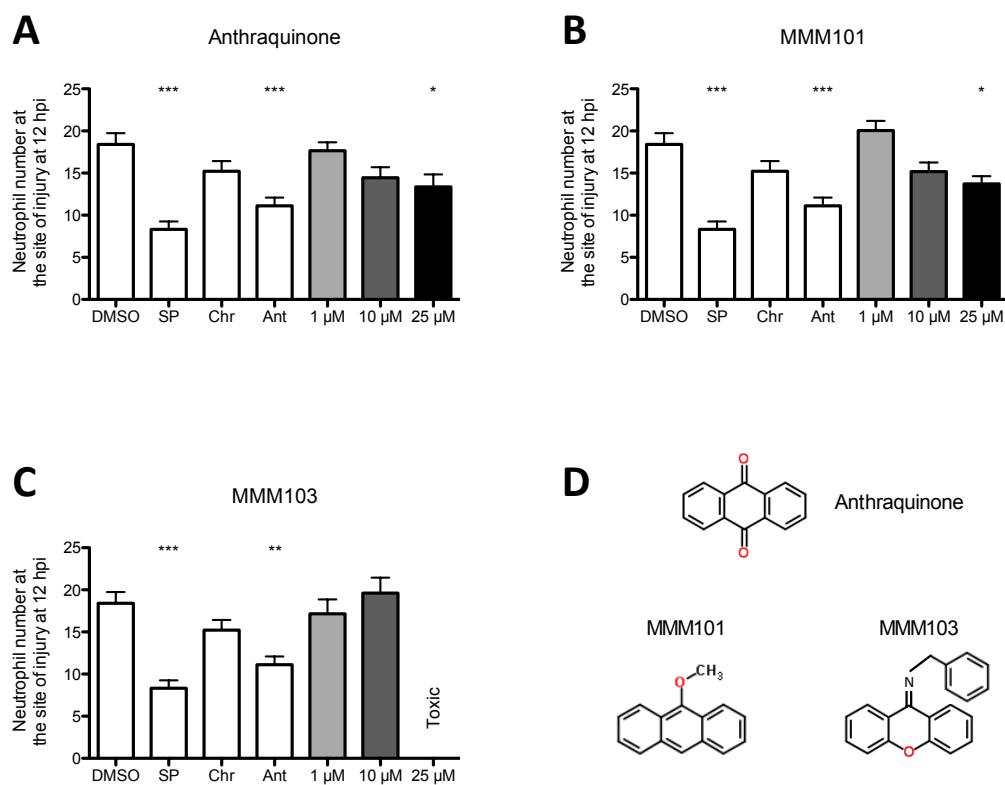 A
Anthraquinone
Neutrophil number at
the site of injury at 12 hpi
25
20
15
10
5
0
***
***
*
DMSO SP Chr Ant 1 µM 10 µM 25 µM
B
MMM101
Neutrophil number at
the site of injury at 12 hpi
25
20
15
10
5
0
***
***
*
DMSO SP Chr Ant 1 µM 10 µM 25 µM
C
MMM103
Neutrophil number at
the site of injury at 12 hpi
25
20
15
10
5
0
***
**
Toxic
DMSO SP Chr Ant 1 µM 10 µM 25 µM
D
O
O
Anthraquinone
MMM101
O CH3
MMM103
N
O